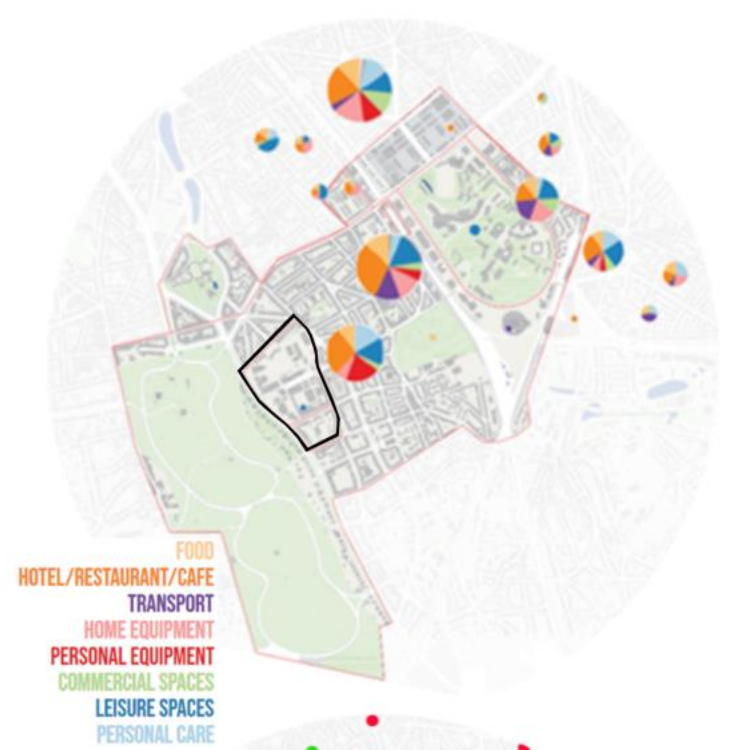 FOOD
HOTEL/RESTAURANT/CAFE
TRANSPORT
HOME EQUIPMENT
PERSONAL EQUIPMENT
COMMERCIAL SPACES
LEISURE SPACES
PERSONAL CARE